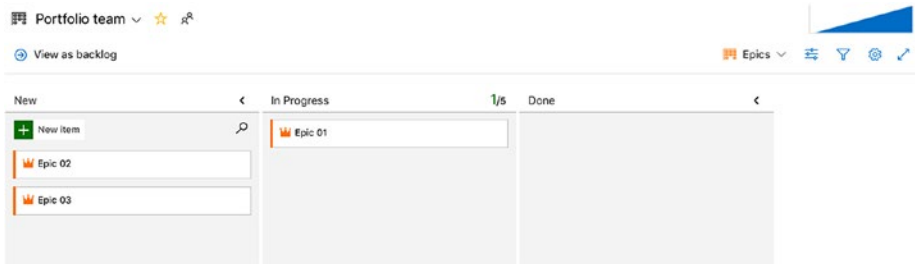 Portfolio team
View as backlog
Epics
New
In Progress 1/5
Done
New item
Epic 01
Epic 02
Epic 03